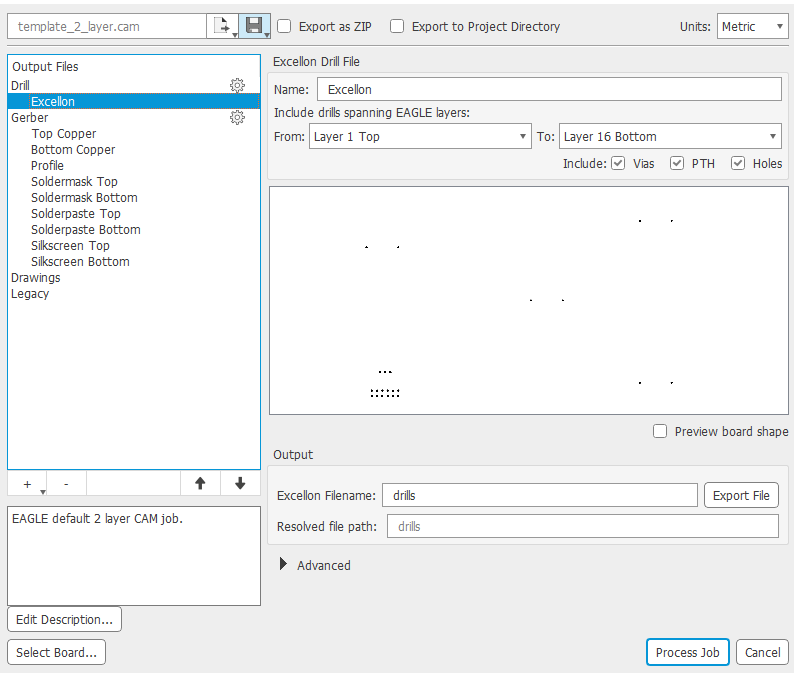 template_2_layer.cam
Export as ZIP
Export to Project Directory
Units: Metric
Output Files
Drill
Excellon
Gerber
Top Copper
Bottom Copper
Profile
Soldermask Top
Soldermask Bottom
Solderpaste Top
Solderpaste Bottom
Silkscreen Top
Silkscreen Bottom
Drawings
Legacy
+
-
EAGLE default 2 layer CAM job.
Edit Description...
Select Board...
Excellon Drill File
Name: Excellon
Include drills spanning EAGLE layers:
From: Layer 1 Top To: Layer 16 Bottom
Include: Vias PTH Holes
Preview board shape
Output
Excellon Filename: drills Export File
Resolved file path: drills
Advanced
Process Job Cancel